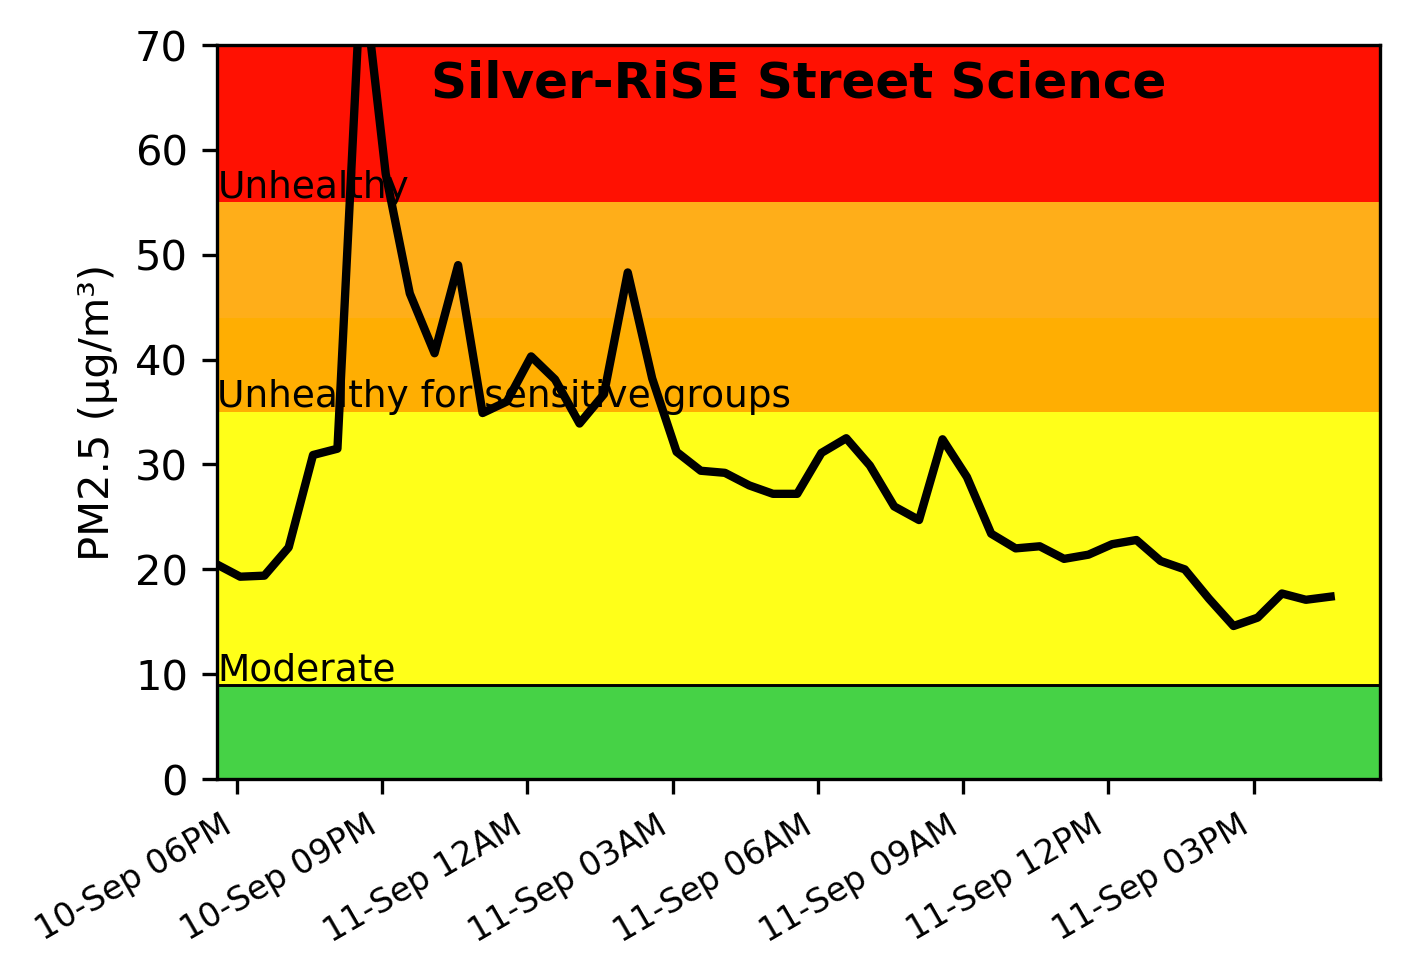 Silver-RiSE Street Science
70
60
Unhealthy
50
40
Unhealthy for sensitive groups
30
20
Moderate
10
0
PM2.5 (µg/m³)
10-Sep 06PM
10-Sep 09PM
11-Sep 12AM
11-Sep 03AM
11-Sep 06AM
11-Sep 09AM
11-Sep 12PM
11-Sep 03PM